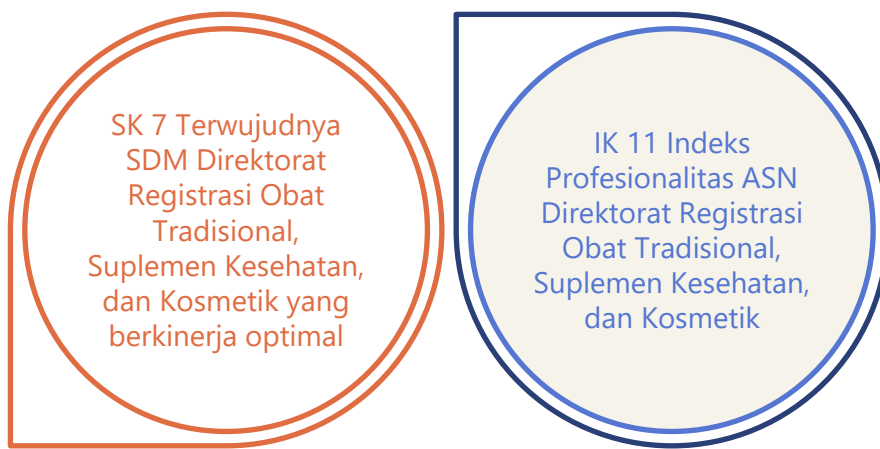 SK 7 Terwujudnya
SDM Direktorat
Registrasi Obat
Tradisional,
Suplemen Kesehatan,
dan Kosmetik yang
berkinerja optimal
IK 11 Indeks
Profesionalitas ASN
Direktorat Registrasi
Obat Tradisional,
Suplemen Kesehatan,
dan Kosmetik